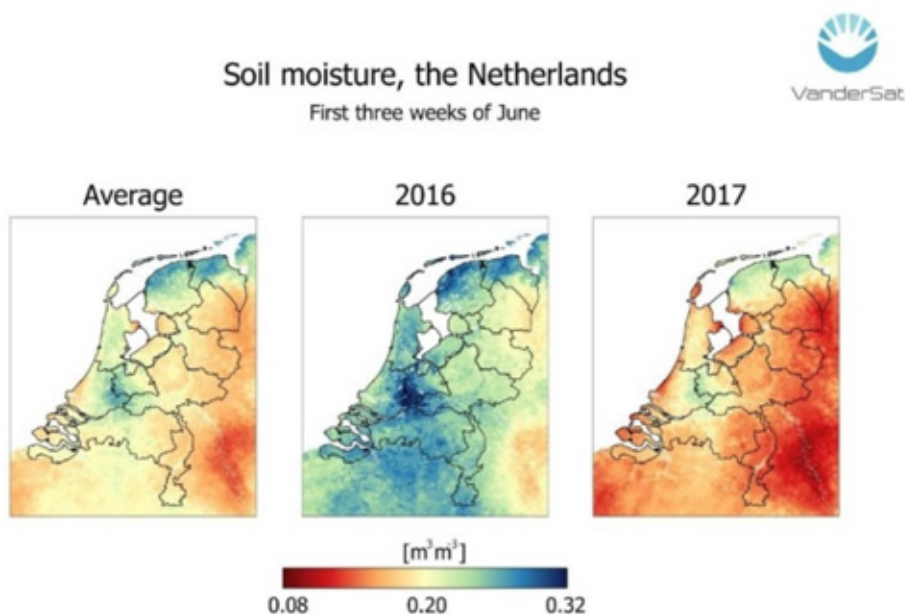 VanderSat
Soil moisture, the Netherlands
First three weeks of June
Average
2016
2017
[m³m⁻³]
0.08
0.20
0.32